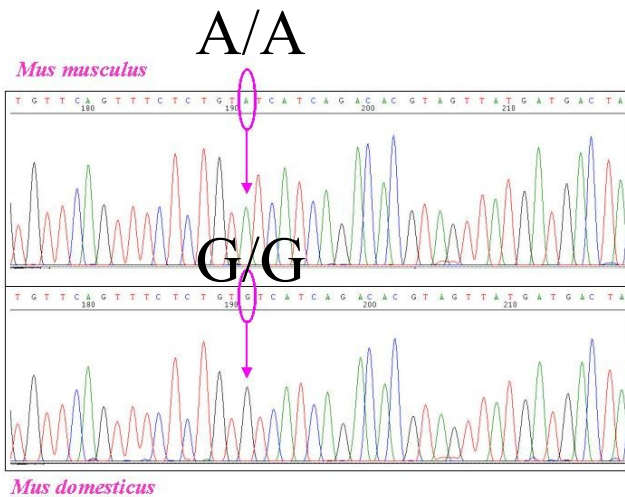 A/A
Mus musculus
T G T T C A G T T T C T C T G T A T C A T C A G A C A C G T A G T T A T G A T G A C T A
180 190 200 210
G/G
T G T T C A G T T T C T C T G T G T C A T C A G A C A C G T A G T T A T G A T G A C T A
180 190 200 210
Mus domesticus